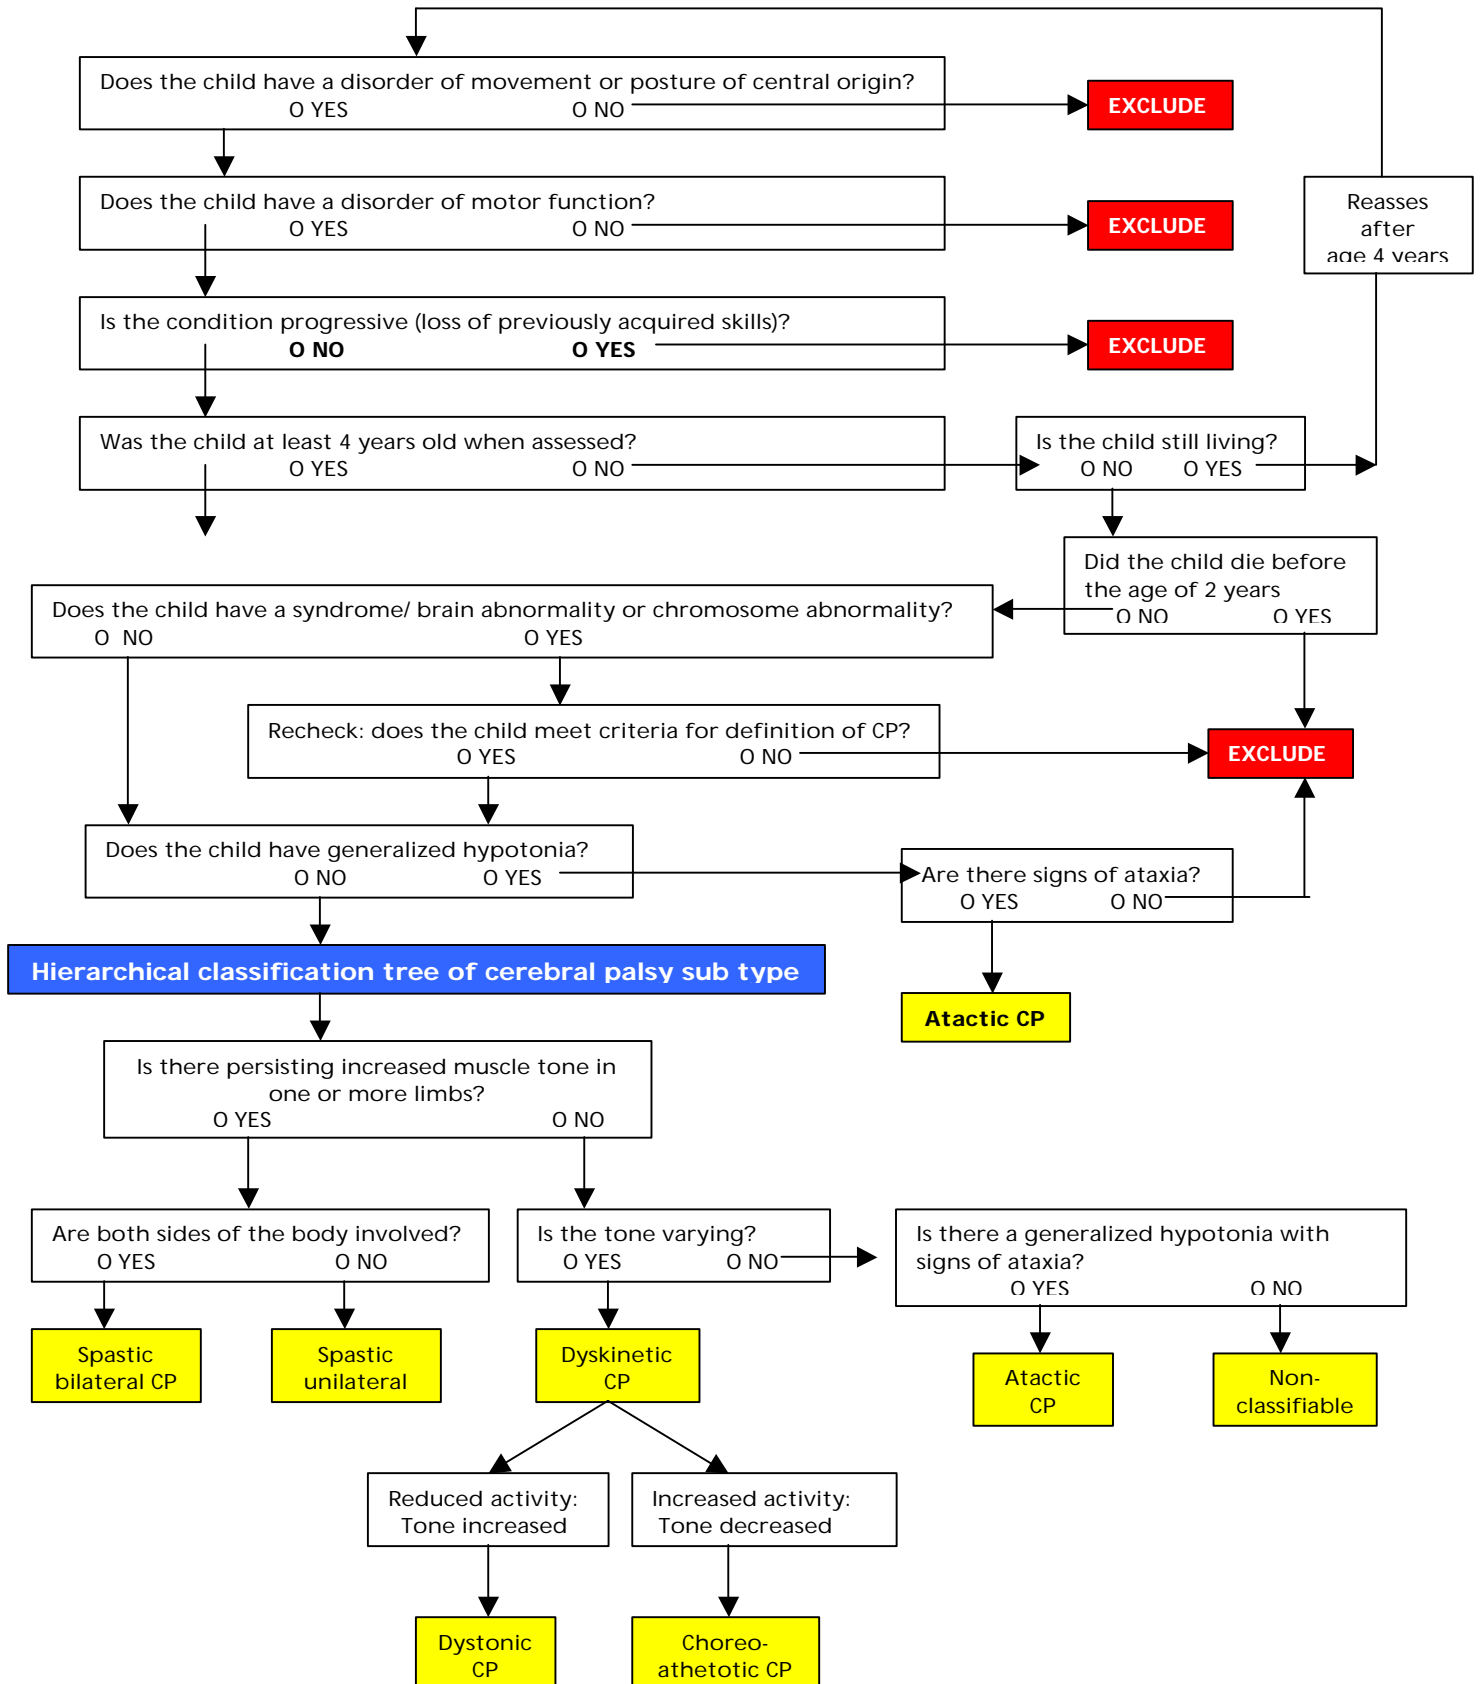 Does the child have a disorder of movement or posture of central origin?
O YES O NO
EXCLUDE
Does the child have a disorder of motor function?
O YES O NO
EXCLUDE
Reasses
after
age 4 years
Is the condition progressive (loss of previously acquired skills)?
O NO O YES
EXCLUDE
Was the child at least 4 years old when assessed?
O YES O NO
Is the child still living?
O NO O YES
Did the child die before
the age of 2 years
O NO O YES
Does the child have a syndrome/ brain abnormality or chromosome abnormality?
O NO O YES
Recheck: does the child meet criteria for definition of CP?
O YES O NO
EXCLUDE
Does the child have generalized hypotonia?
O NO O YES
Are there signs of ataxia?
O YES O NO
Hierarchical classification tree of cerebral palsy sub type
Atactic CP
Is there persisting increased muscle tone in
one or more limbs?
O YES O NO
Are both sides of the body involved?
O YES O NO
Is the tone varying?
O YES O NO
Is there a generalized hypotonia with
signs of ataxia?
O YES O NO
Spastic
bilateral CP
Spastic
unilateral
Dyskinetic
CP
Atactic
CP
Non-
classifiable
Reduced activity:
Tone increased
Increased activity:
Tone decreased
Dystonic
CP
Choreo-
athetotic CP